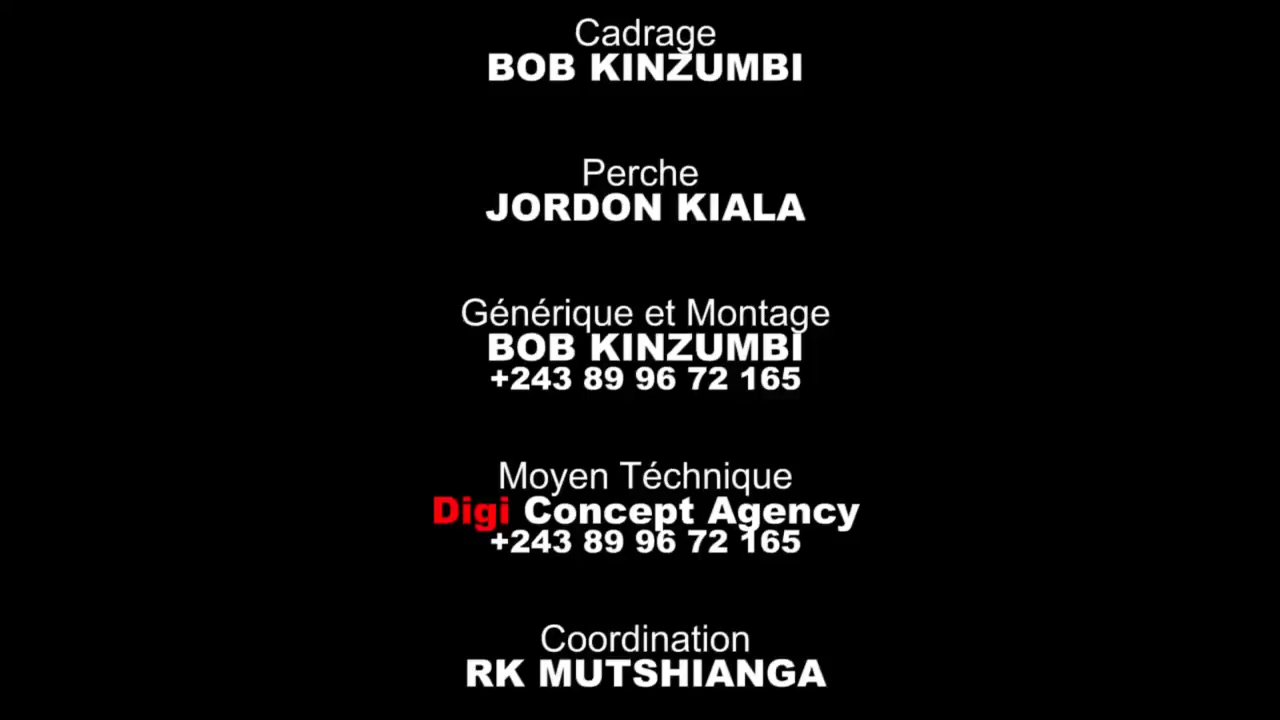 Cadrage
BOB KINZUMBI
Perche
JORDON KIALA
Générique et Montage
BOB KINZUMBI
+243 89 96 72 165
Moyen Téchnique
Digi Concept Agency
+243 89 96 72 165
Coordination
RK MUTSHIANGA